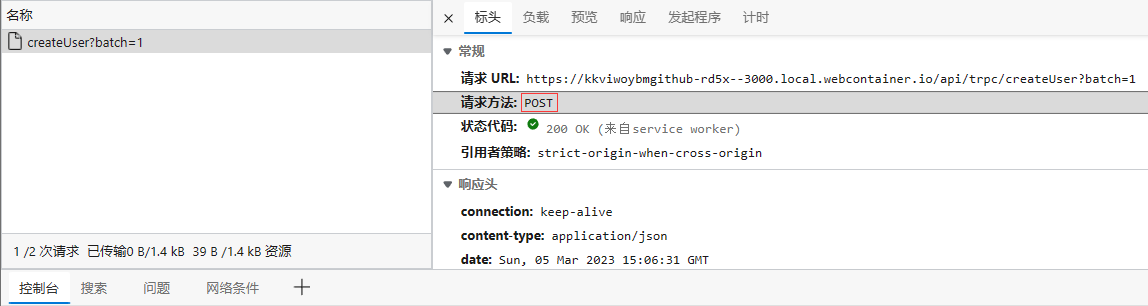 名称
createUser?batch=1
1 /2 次请求 已传输0 B/1.4 kB 39 B /1.4 kB 资源
标头 负载 预览 响应 发起程序 计时
常规
请求 URL: https://kkviwoybmgithub-rd5x--3000.local.webcontainer.io/api/trpc/createUser?batch=1
请求方法: POST
状态代码: 200 OK (来自service worker)
引用者策略: strict-origin-when-cross-origin
响应头
connection: keep-alive
content-type: application/json
date: Sun, 05 Mar 2023 15:06:31 GMT
控制台 搜索 问题 网络条件